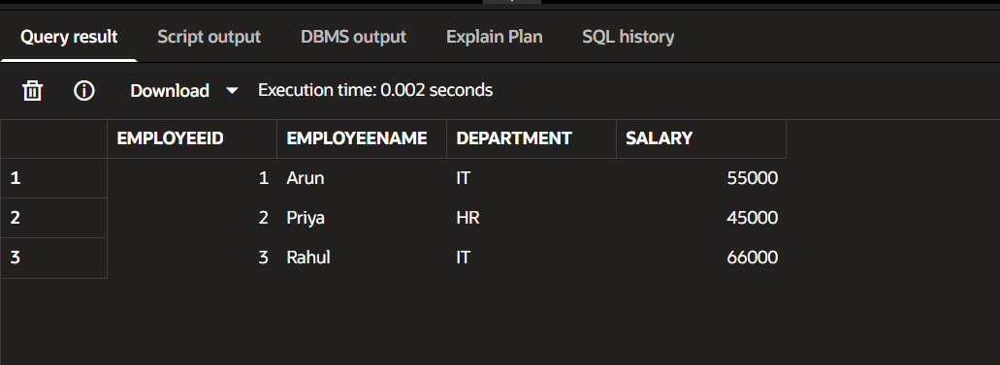 Query result Script output DBMS output Explain Plan SQL history
Download Execution time: 0.002 seconds
EMPLOYEEID EMPLOYEENAME DEPARTMENT SALARY
1 1 Arun IT 55000
2 2 Priya HR 45000
3 3 Rahul IT 66000